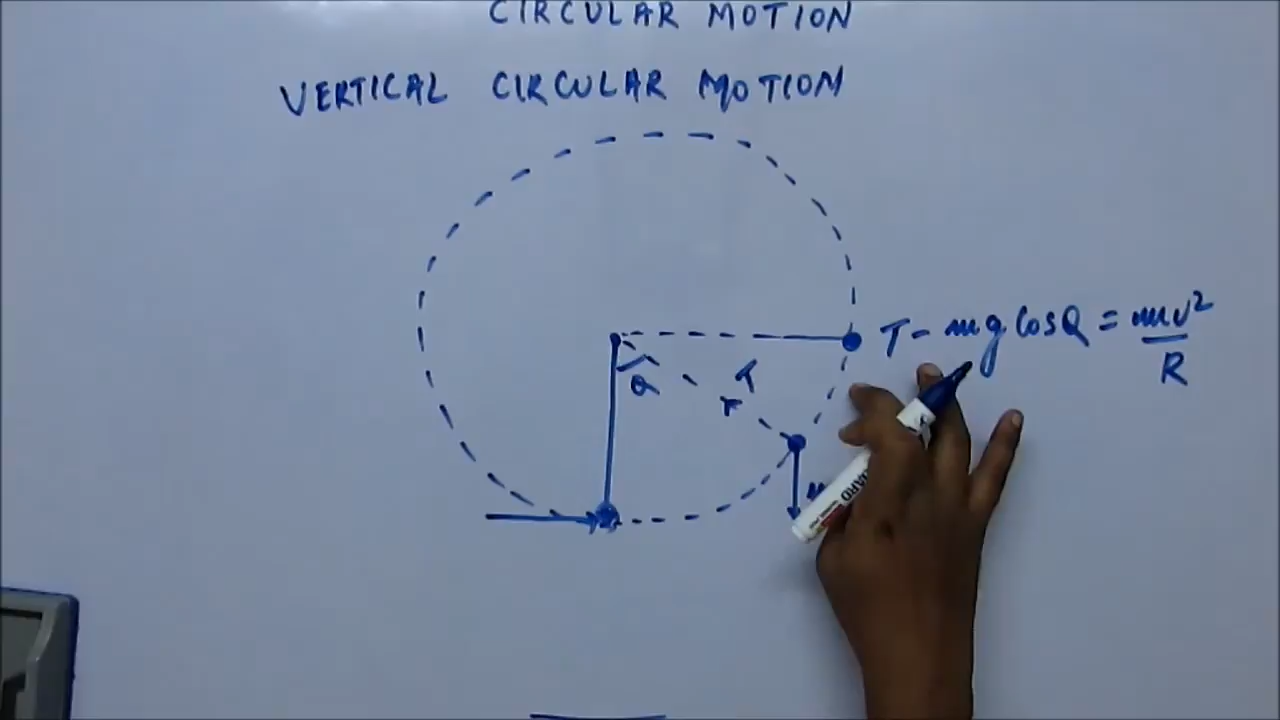 CIRCULAR MOTION
VERTICAL CIRCULAR MOTION
T - mg cosθ = mv²/R
θ
T
r